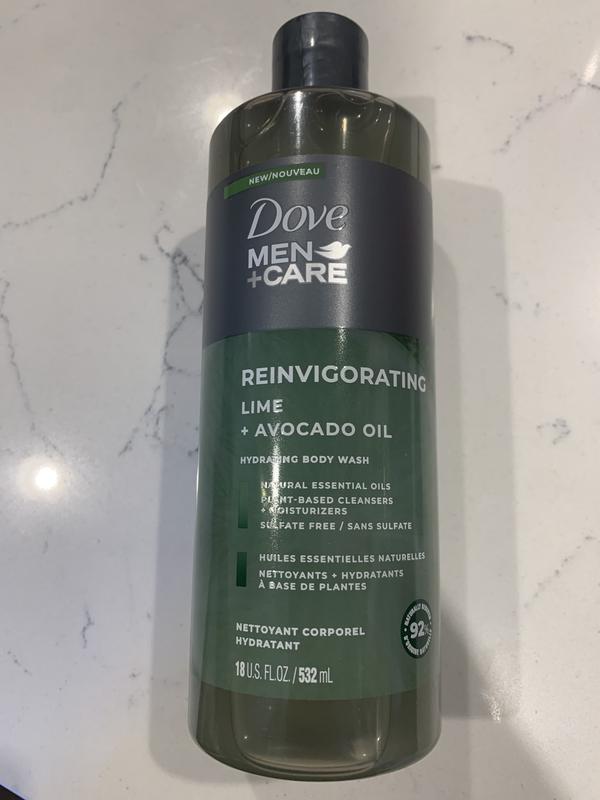 NEW/NOUVEAU
Dove
MEN
+CARE
REINVIGORATING
LIME
+ AVOCADO OIL
HYDRATING BODY WASH
NATURAL ESSENTIAL OILS
PLANT-BASED CLEANSERS
+ MOISTURIZERS
SULFATE FREE / SANS SULFATE
HUILES ESSENTIELLES NATURELLES
NETTOYANTS + HYDRATANTS
À BASE DE PLANTES
NETTOYANT CORPOREL
HYDRATANT
92%
18 U.S. FL.OZ. / 532 mL